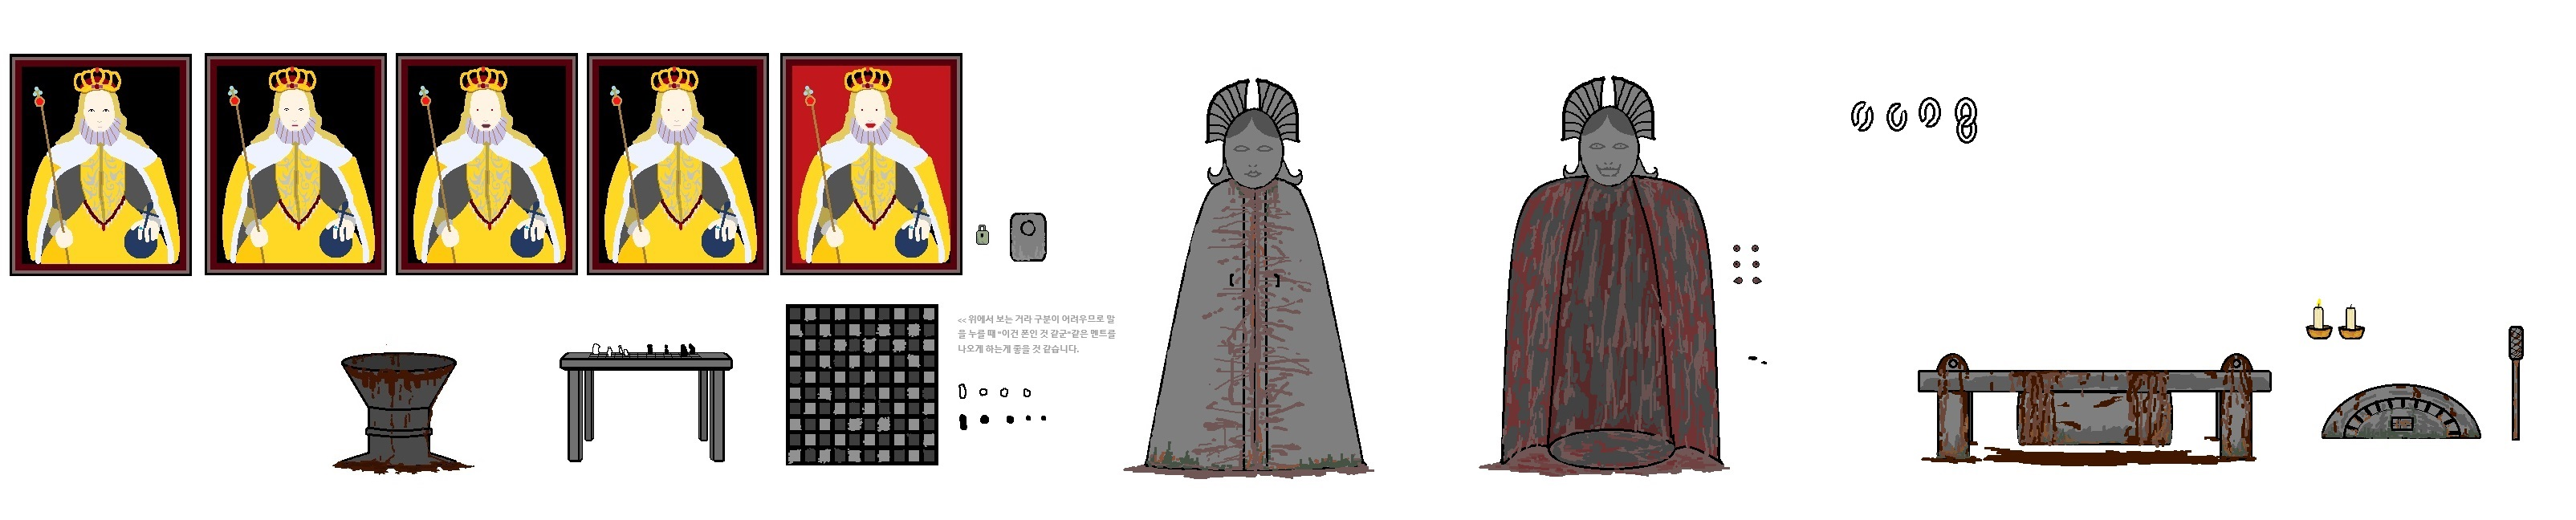 << 위에서 보는 거라 구분이 어려우므로 말
을 누를 때 "이건 폰인 것 같군"같은 멘트를
나오게 하는게 좋을 것 같습니다.